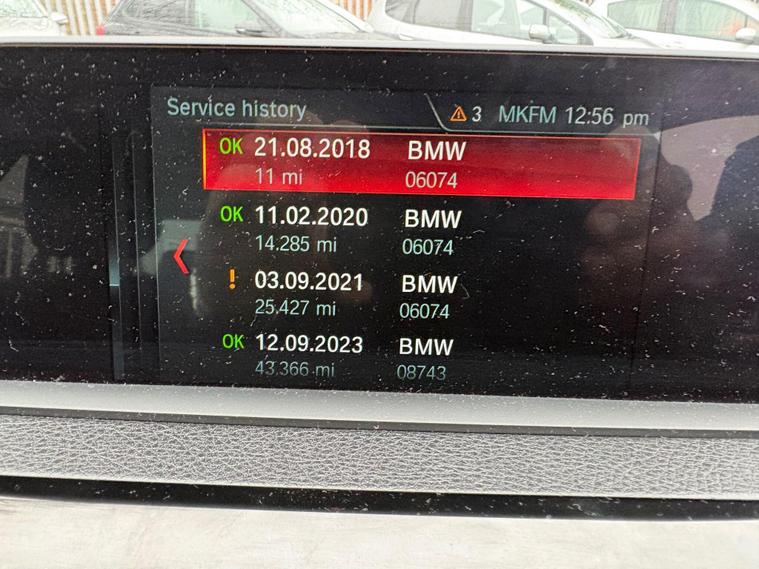 Service history
3 MKFM 12:56 pm
OK 21.08.2018 BMW
11 mi 06074
OK 11.02.2020 BMW
14.285 mi 06074
! 03.09.2021 BMW
25.427 mi 06074
OK 12.09.2023 BMW
43.366 mi 08743